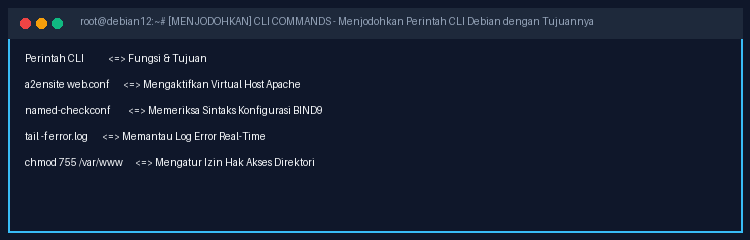 root@debian12:~# [MENJODOHKAN] CLI COMMANDS - Menjodohkan Perintah CLI Debian dengan Tujuannya
Perintah CLI <=> Fungsi & Tujuan
a2ensite web.conf <=> Mengaktifkan Virtual Host Apache
named-checkconf <=> Memeriksa Sintaks Konfigurasi BIND9
tail -f error.log <=> Memantau Log Error Real-Time
chmod 755 /var/www <=> Mengatur Izin Hak Akses Direktori